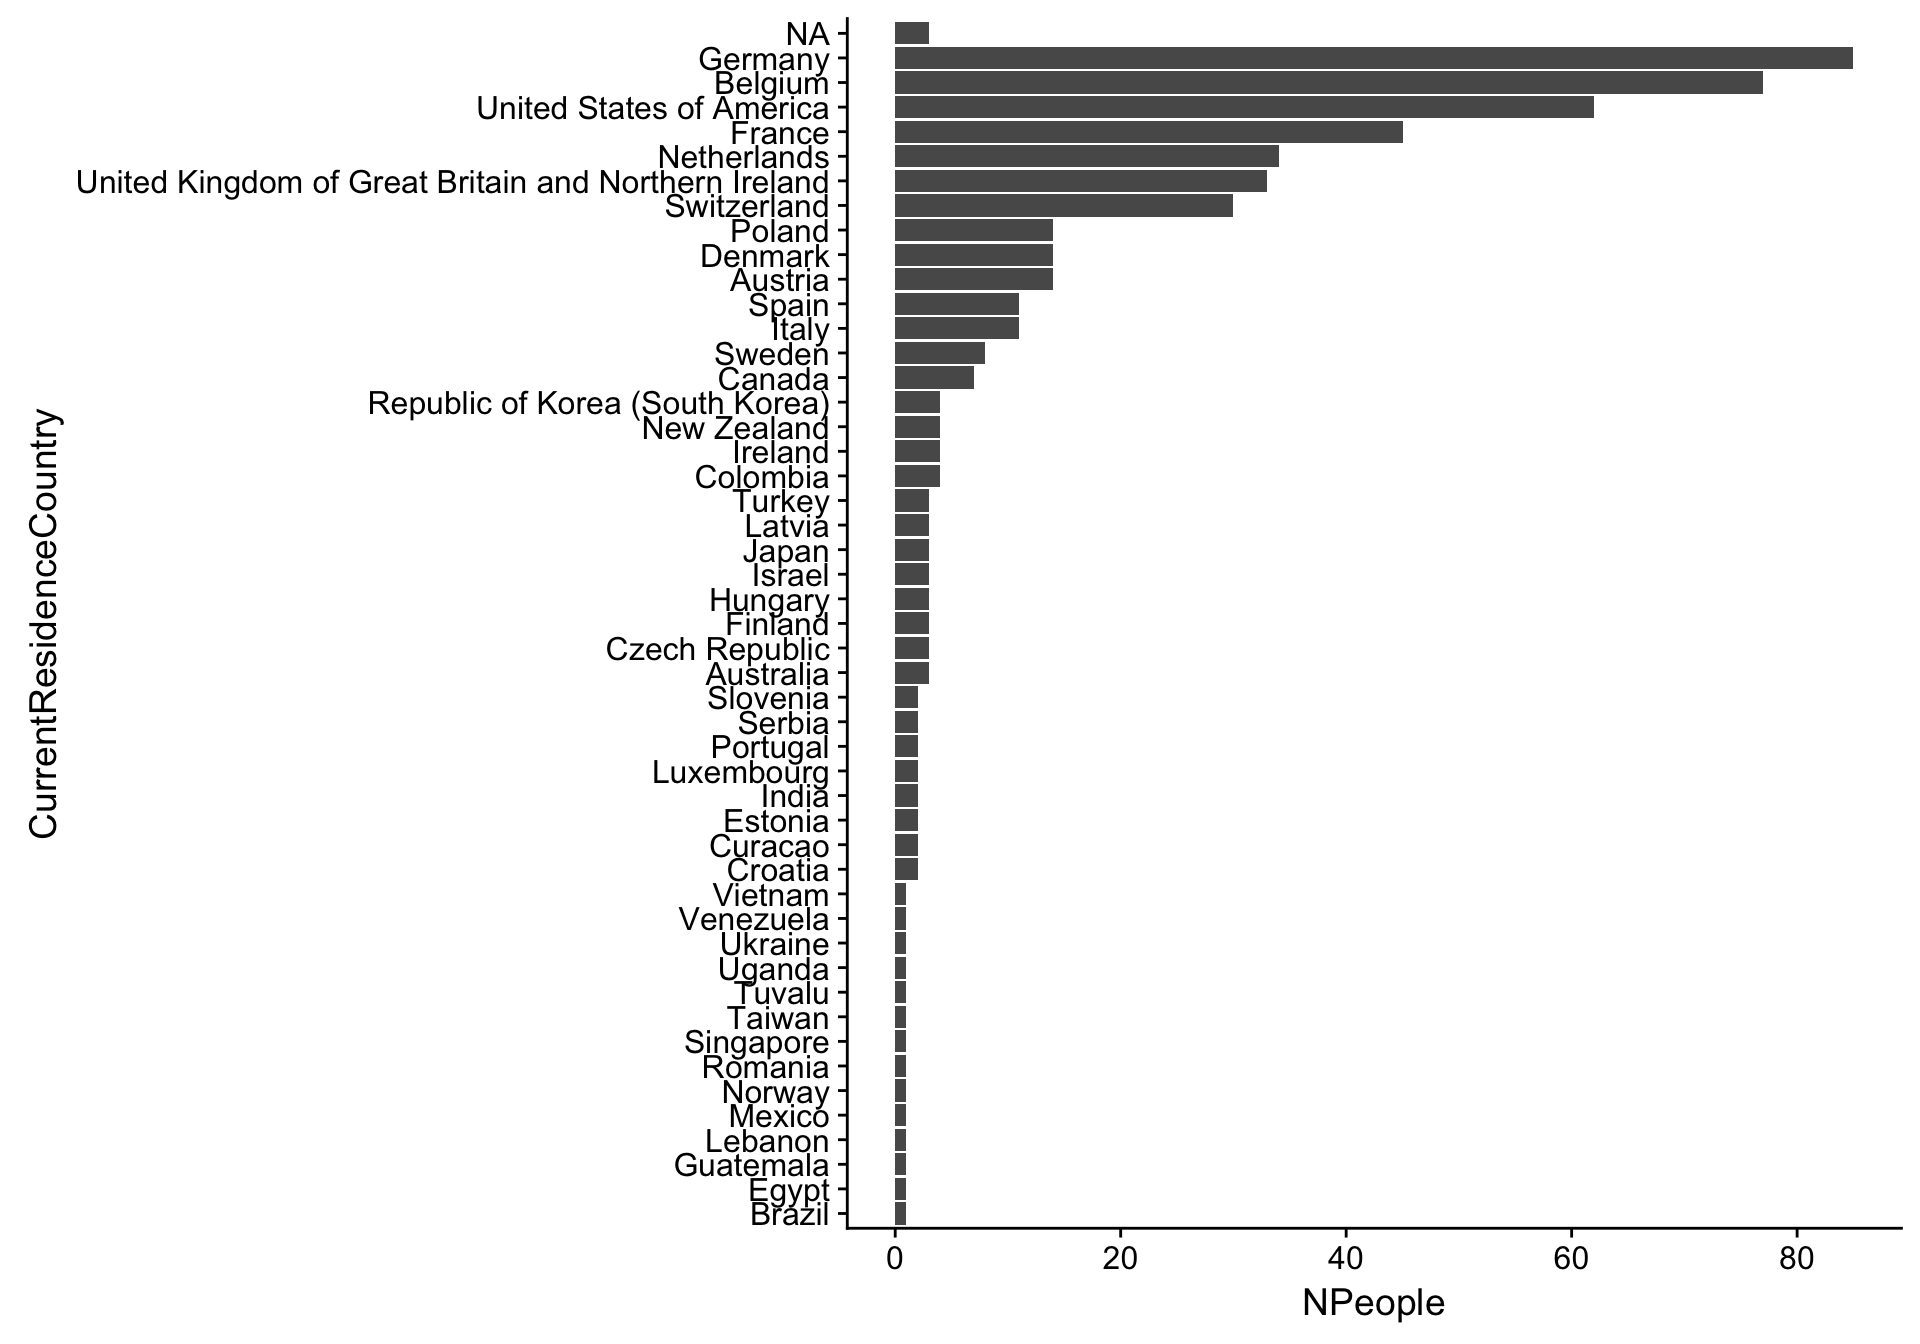 NA
Germany
Belgium
United States of America
France
Netherlands
United Kingdom of Great Britain and Northern Ireland
Switzerland
Poland
Denmark
Austria
Spain
Italy
Sweden
Canada
Republic of Korea (South Korea)
New Zealand
Ireland
Colombia
Turkey
Latvia
Japan
Israel
Hungary
Finland
Czech Republic
Australia
Slovenia
Serbia
Portugal
Luxembourg
India
Estonia
Curacao
Croatia
Vietnam
Venezuela
Ukraine
Uganda
Tuvalu
Taiwan
Singapore
Romania
Norway
Mexico
Lebanon
Guatemala
Egypt
Brazil
CurrentResidenceCountry
0 20 40 60 80
NPeople